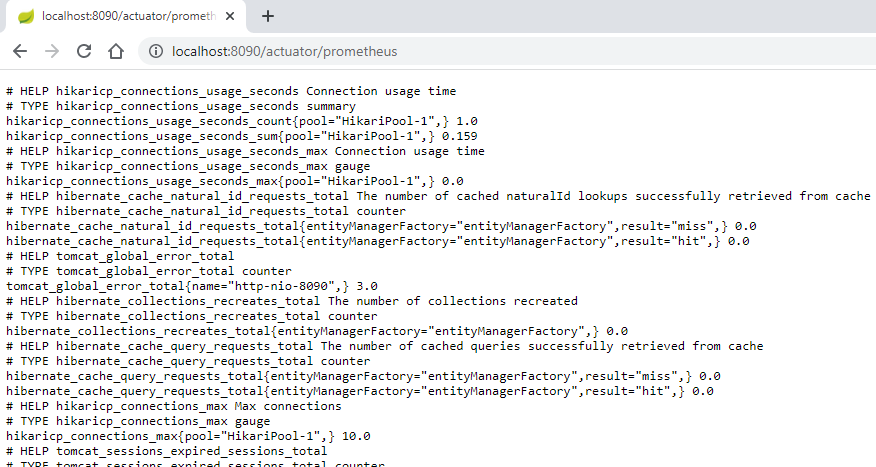 localhost:8090/actuator/prometh
localhost:8090/actuator/prometheus
# HELP hikaricp_connections_usage_seconds Connection usage time
# TYPE hikaricp_connections_usage_seconds summary
hikaricp_connections_usage_seconds_count{pool="HikariPool-1",} 1.0
hikaricp_connections_usage_seconds_sum{pool="HikariPool-1",} 0.159
# HELP hikaricp_connections_usage_seconds_max Connection usage time
# TYPE hikaricp_connections_usage_seconds_max gauge
hikaricp_connections_usage_seconds_max{pool="HikariPool-1",} 0.0
# HELP hibernate_cache_natural_id_requests_total The number of cached naturalId lookups successfully retrieved from cache
# TYPE hibernate_cache_natural_id_requests_total counter
hibernate_cache_natural_id_requests_total{entityManagerFactory="entityManagerFactory",result="miss",} 0.0
hibernate_cache_natural_id_requests_total{entityManagerFactory="entityManagerFactory",result="hit",} 0.0
# HELP tomcat_global_error_total
# TYPE tomcat_global_error_total counter
tomcat_global_error_total{name="http-nio-8090",} 3.0
# HELP hibernate_collections_recreates_total The number of collections recreated
# TYPE hibernate_collections_recreates_total counter
hibernate_collections_recreates_total{entityManagerFactory="entityManagerFactory",} 0.0
# HELP hibernate_cache_query_requests_total The number of cached queries successfully retrieved from cache
# TYPE hibernate_cache_query_requests_total counter
hibernate_cache_query_requests_total{entityManagerFactory="entityManagerFactory",result="miss",} 0.0
hibernate_cache_query_requests_total{entityManagerFactory="entityManagerFactory",result="hit",} 0.0
# HELP hikaricp_connections_max Max connections
# TYPE hikaricp_connections_max gauge
hikaricp_connections_max{pool="HikariPool-1",} 10.0
# HELP tomcat_sessions_expired_sessions_total
# TYPE tomcat_sessions_expired_sessions_total counter